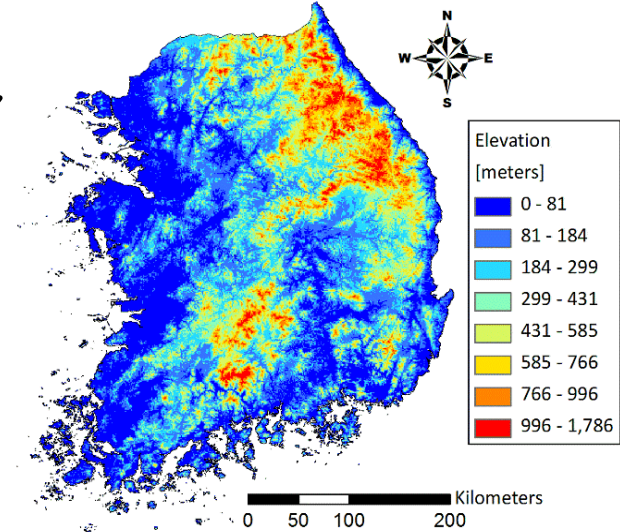 N
W E
S
Elevation
[meters]
0 - 81
81 - 184
184 - 299
299 - 431
431 - 585
585 - 766
766 - 996
996 - 1,786
Kilometers
0 50 100 200